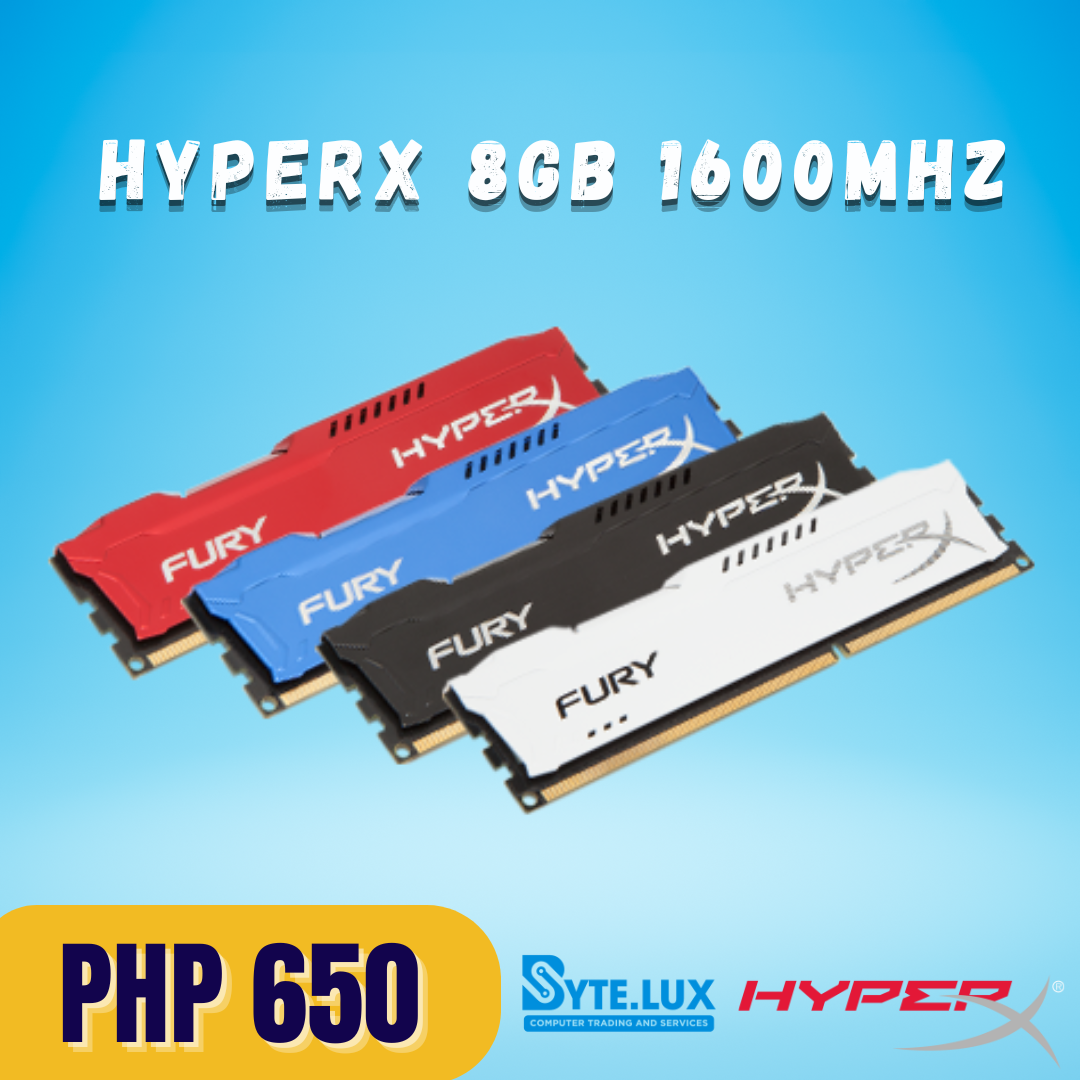 HYPERX 8GB 1600MHZ
HYPERX
FURY
HYPERX
FURY
HYPERX
FURY
HYPERX
FURY
PHP 650
BYTE.LUX
COMPUTER TRADING AND SERVICES
HYPERX®